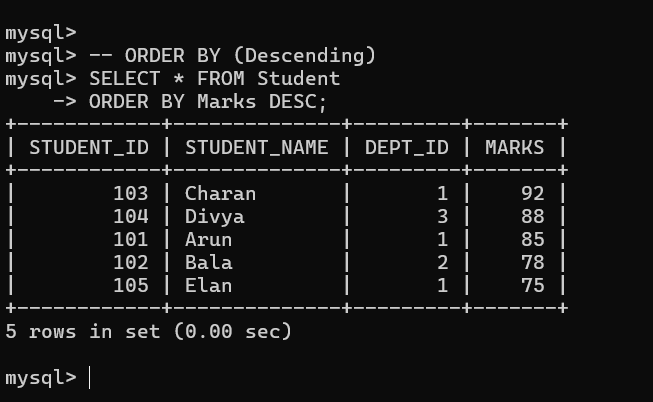 mysql>
mysql> -- ORDER BY (Descending)
mysql> SELECT * FROM Student
    -> ORDER BY Marks DESC;
+------------+--------------+---------+-------+
| STUDENT_ID | STUDENT_NAME | DEPT_ID | MARKS |
+------------+--------------+---------+-------+
|        103 | Charan       |       1 |    92 |
|        104 | Divya        |       3 |    88 |
|        101 | Arun         |       1 |    85 |
|        102 | Bala         |       2 |    78 |
|        105 | Elan         |       1 |    75 |
+------------+--------------+---------+-------+
5 rows in set (0.00 sec)
mysql>